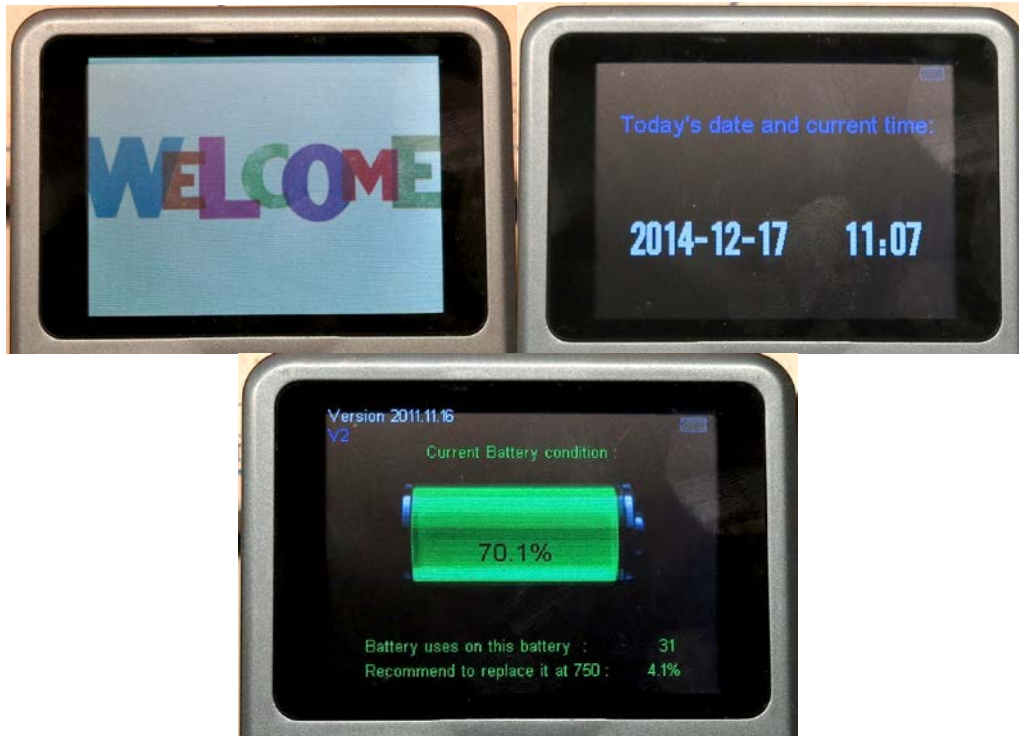 WELCOME
Today's date and current time:
2014-12-17 11:07
Version 2011.11.16
V2
Current Battery condition :
70.1%
Battery uses on this battery : 31
Recommend to replace it at 750 : 4.1%